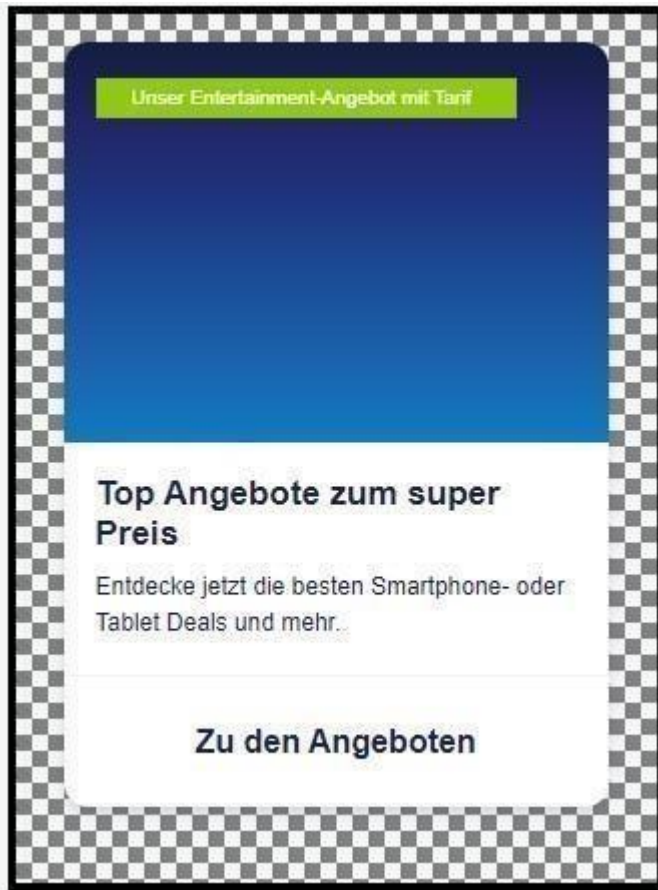 Unser Entertainment-Angebot mit Tarif
Top Angebote zum super
Preis
Entdecke jetzt die besten Smartphone- oder
Tablet Deals und mehr.
Zu den Angeboten